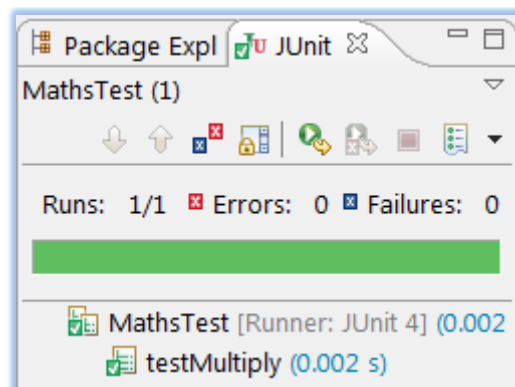 Package Expl JUnit
MathsTest (1)
Runs: 1/1 Errors: 0 Failures: 0
MathsTest [Runner: JUnit 4] (0.002
testMultiply (0.002 s)